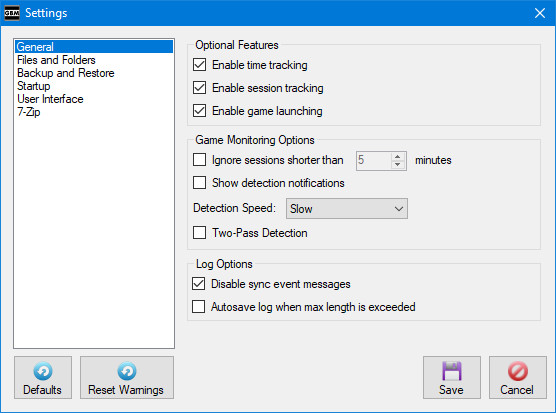 GBM Settings
General
Files and Folders
Backup and Restore
Startup
User Interface
7-Zip
Optional Features
Enable time tracking
Enable session tracking
Enable game launching
Game Monitoring Options
Ignore sessions shorter than 5 minutes
Show detection notifications
Detection Speed: Slow
Two-Pass Detection
Log Options
Disable sync event messages
Autosave log when max length is exceeded
Defaults Reset Warnings Save Cancel